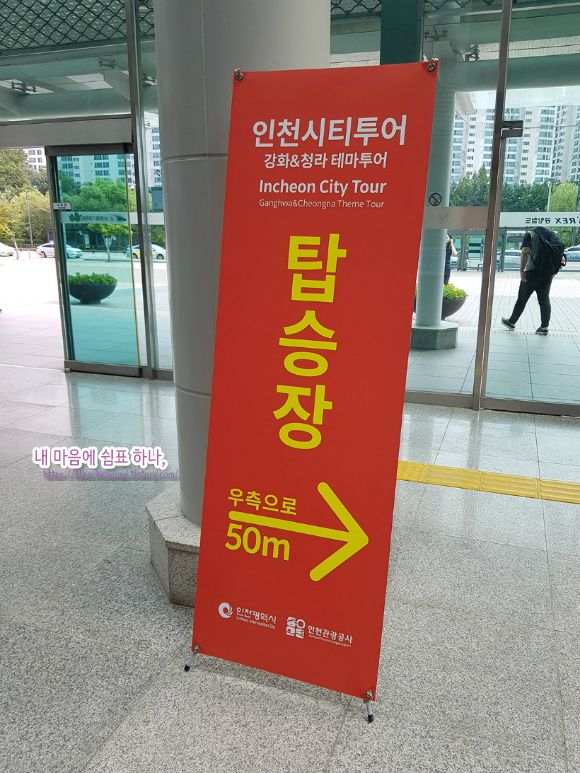 인천시티투어
강화&청라 테마투어
Incheon City Tour
Ganghwa&Cheongna Theme Tour
탑
승
장
우측으로
50m
인천광역시
인천관광공사
내 마음에 쉼표 하나,